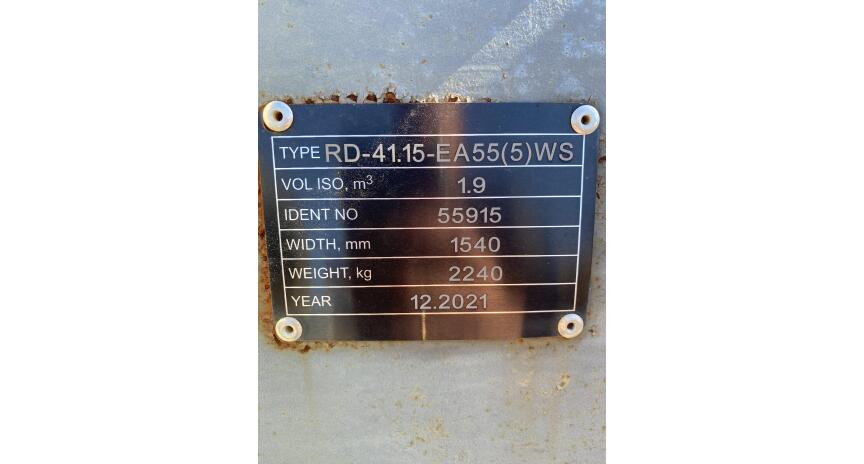 TYPE RD-41.15-EA55(5)WS
VOL ISO, m³ 1.9
IDENT NO 55915
WIDTH, mm 1540
WEIGHT, kg 2240
YEAR 12.2021